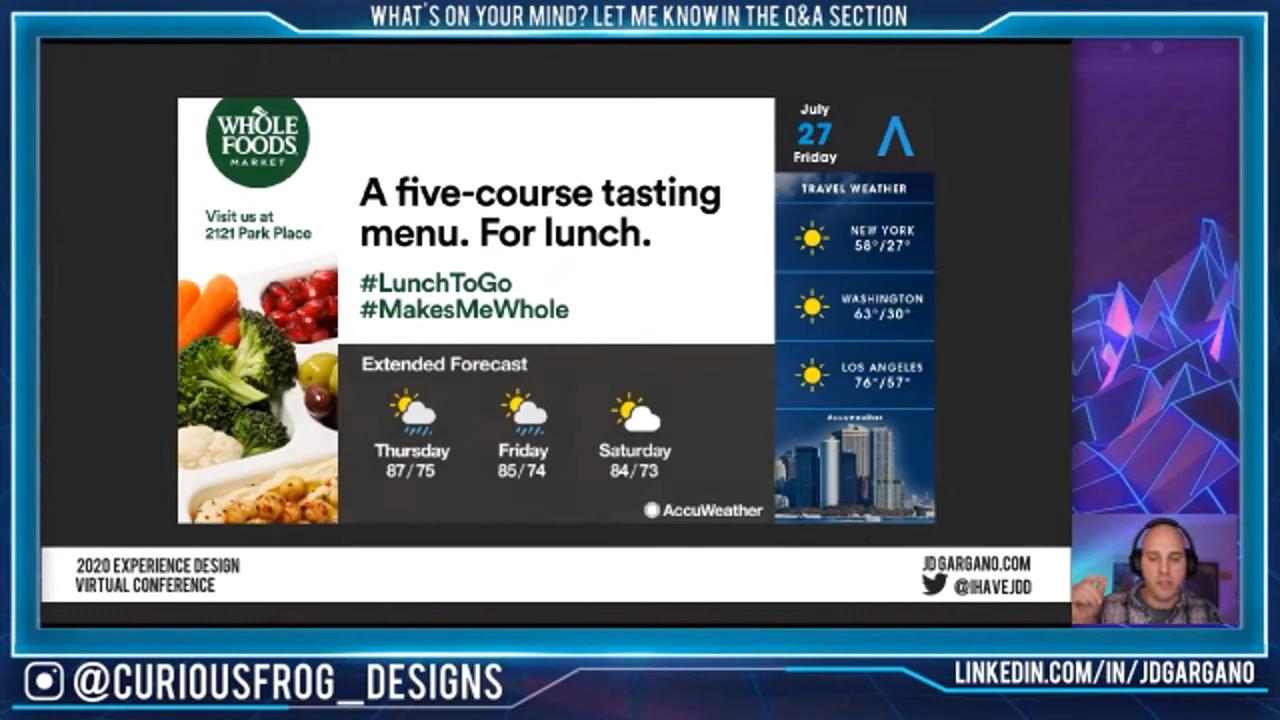 WHAT'S ON YOUR MIND? LET ME KNOW IN THE Q&A SECTION
WHOLE
FOODS
MARKET
Visit us at
2121 Park Place
A five-course tasting
menu. For lunch.
#LunchToGo
#MakesMeWhole
Extended Forecast
Thursday
87/75
Friday
85/74
Saturday
84/73
AccuWeather
July
27
Friday
TRAVEL WEATHER
NEW YORK
58°/27°
WASHINGTON
63°/30°
LOS ANGELES
76°/57°
AccuWeather
2020 EXPERIENCE DESIGN
VIRTUAL CONFERENCE
JDGARGANO.COM
@IHAVEJDD
@CURIOUSFROG_DESIGNS
LINKEDIN.COM/IN/JDGARGANO